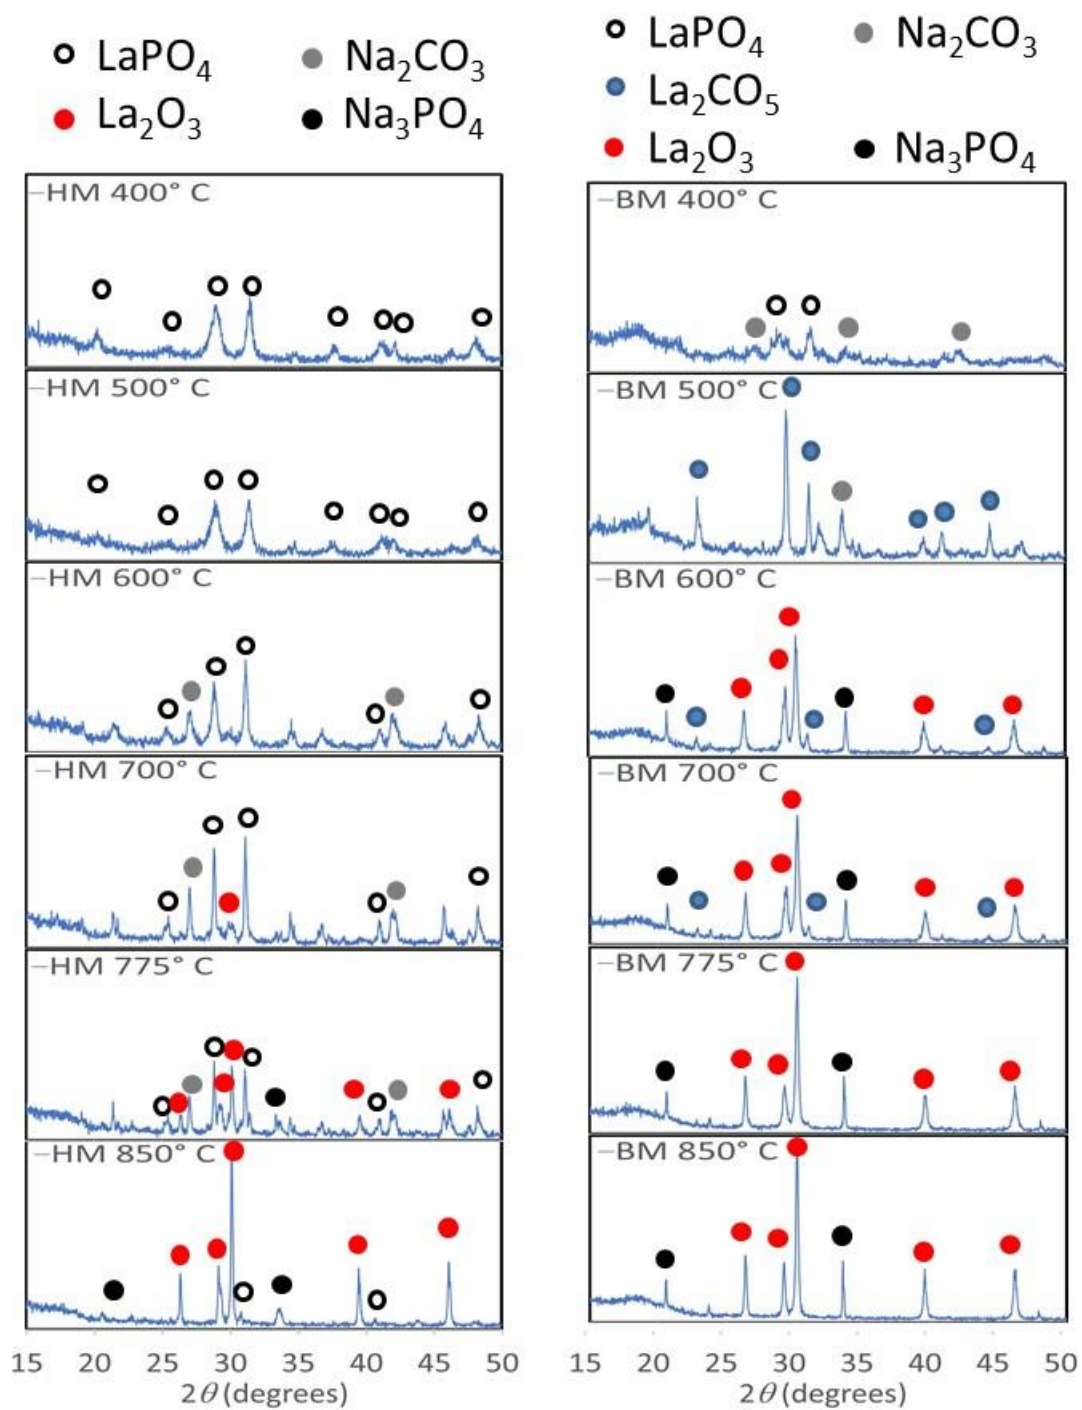 LaPO4 Na2CO3
La2O3 Na3PO4
–HM 400° C
–HM 500° C
–HM 600° C
–HM 700° C
–HM 775° C
–HM 850° C
15 20 25 30 35 40 45 50
2θ (degrees)
LaPO4 Na2CO3
La2CO5
La2O3 Na3PO4
–BM 400° C
–BM 500° C
–BM 600° C
–BM 700° C
–BM 775° C
–BM 850° C
15 20 25 30 35 40 45 50
2θ (degrees)